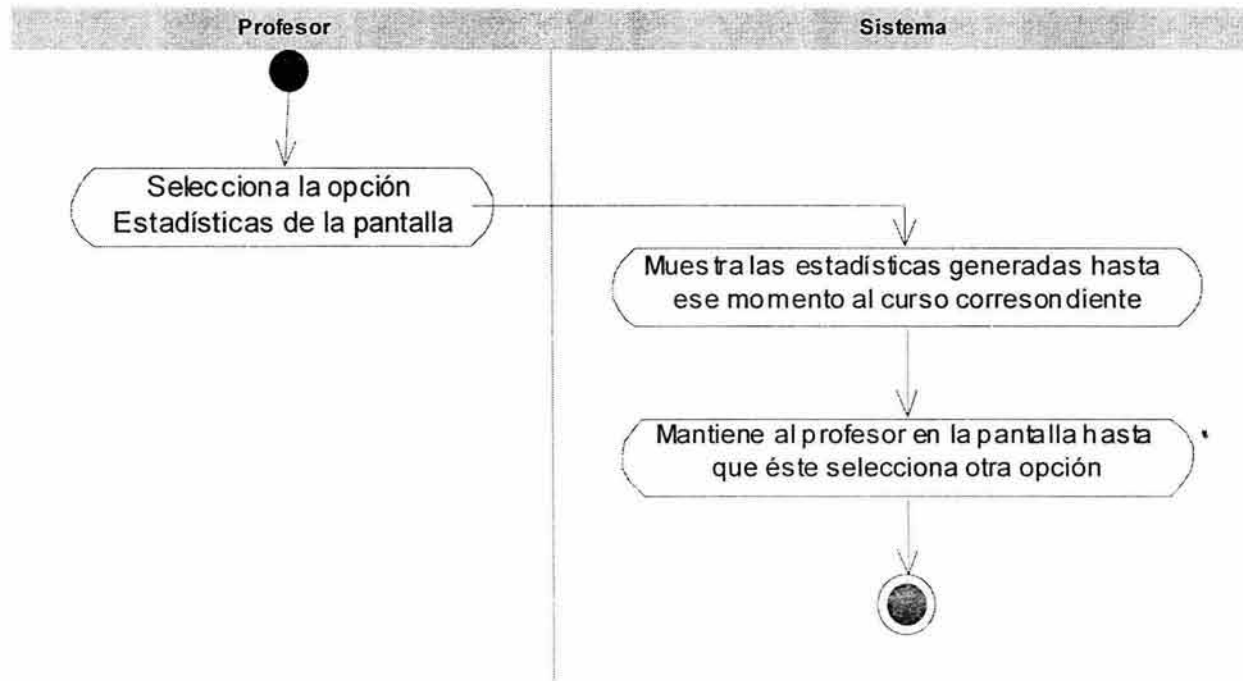 Profesor
Sistema
Selecciona la opción
Estadísticas de la pantalla
Muestra las estadísticas generadas hasta
ese momento al curso corresondiente
Mantiene al profesor en la pantalla hasta
que éste selecciona otra opción